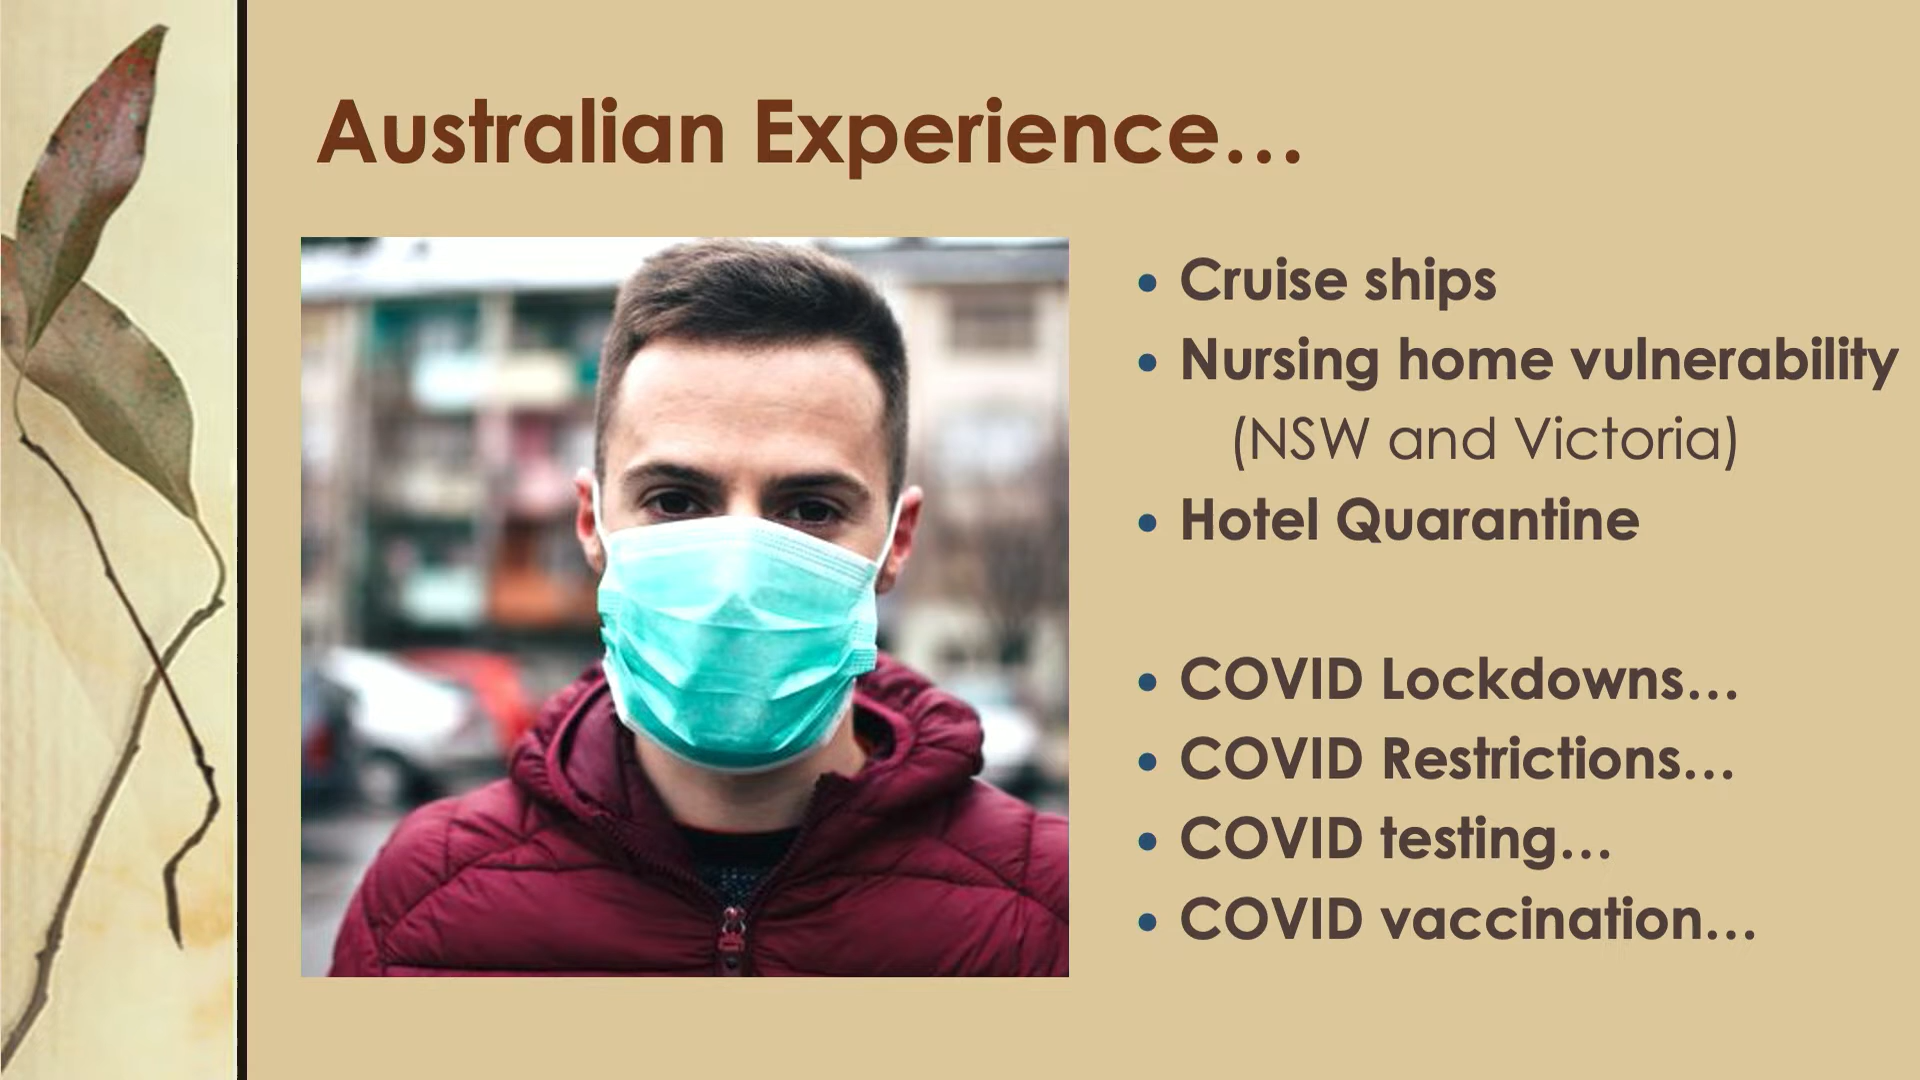 Australian Experience…
• Cruise ships
• Nursing home vulnerability
(NSW and Victoria)
• Hotel Quarantine
• COVID Lockdowns…
• COVID Restrictions…
• COVID testing…
• COVID vaccination…